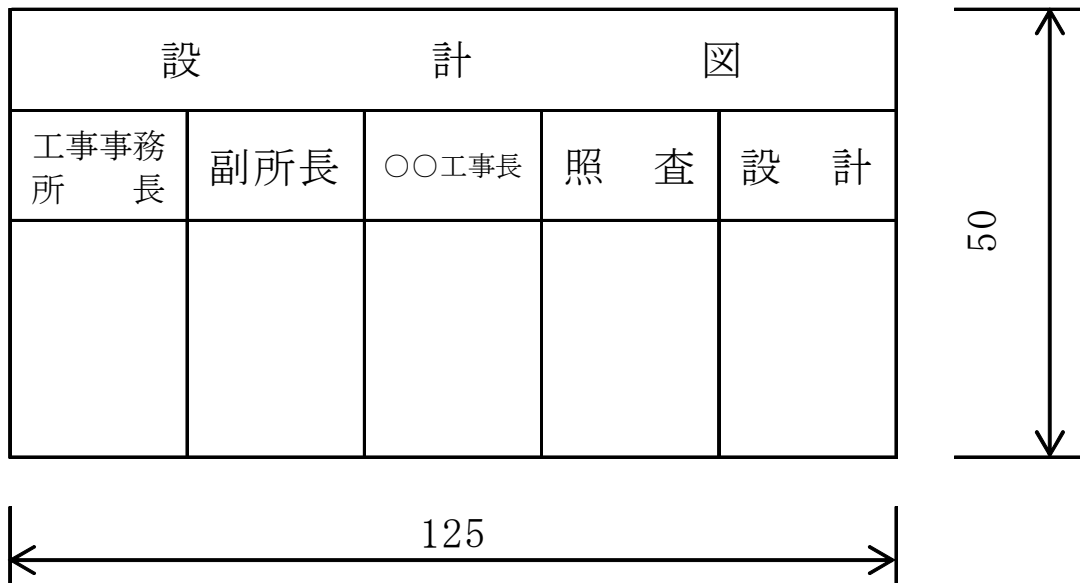 設 計 図
工事事務
所 長
副所長
○○工事長
照 査
設 計
50
125